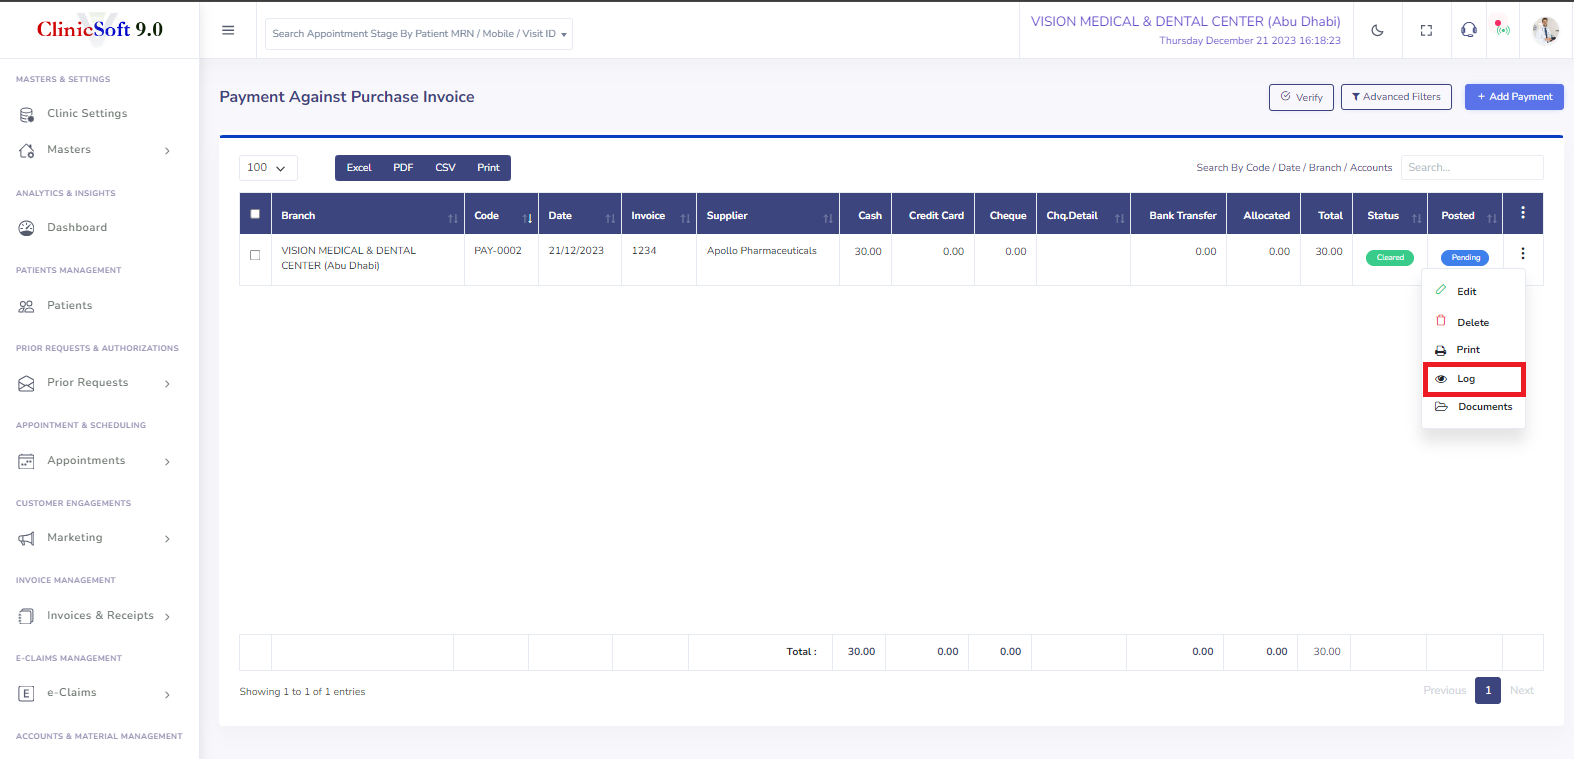 ClinicSoft 9.0
Search Appointment Stage By Patient MRN / Mobile / Visit ID
VISION MEDICAL & DENTAL CENTER (Abu Dhabi)
Thursday December 21 2023 16:18:23
MASTERS & SETTINGS
Clinic Settings
Masters
ANALYTICS & INSIGHTS
Dashboard
PATIENTS MANAGEMENT
Patients
PRIOR REQUESTS & AUTHORIZATIONS
Prior Requests
APPOINTMENT & SCHEDULING
Appointments
CUSTOMER ENGAGEMENTS
Marketing
INVOICE MANAGEMENT
Invoices & Receipts
E-CLAIMS MANAGEMENT
E e-Claims
ACCOUNTS & MATERIAL MANAGEMENT
Payment Against Purchase Invoice
Verify Advanced Filters + Add Payment
100 Excel PDF CSV Print Search By Code / Date / Branch / Accounts Search...
Branch Code Date Invoice Supplier Cash Credit Card Cheque Chq.Detail Bank Transfer Allocated Total Status Posted
VISION MEDICAL & DENTAL PAY-0002 21/12/2023 1234 Apollo Pharmaceuticals 30.00 0.00 0.00 0.00 0.00 30.00 Cleared Pending
CENTER (Abu Dhabi)
Edit
Delete
Print
Log
Documents
Total : 30.00 0.00 0.00 0.00 0.00 30.00
Showing 1 to 1 of 1 entries Previous 1 Next